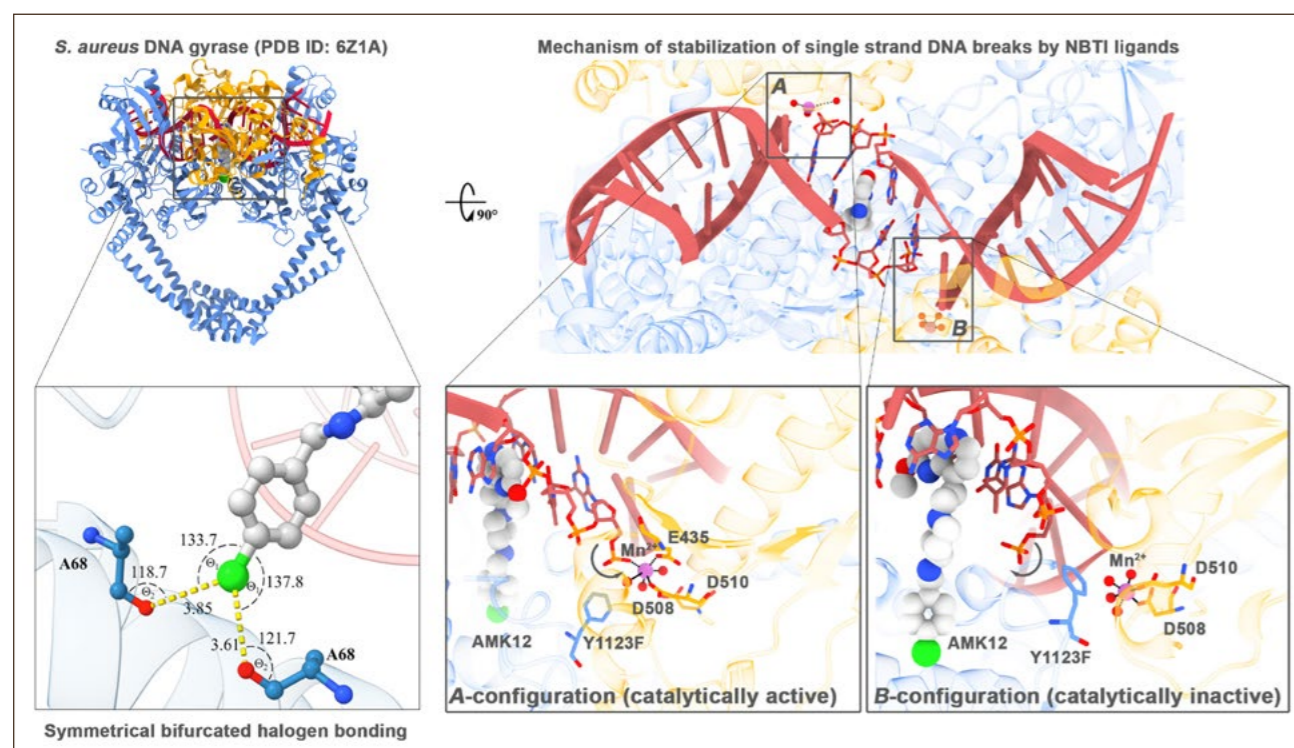 S. aureus DNA gyrase (PDB ID: 6Z1A)
Mechanism of stabilization of single strand DNA breaks by NBTI ligands
A
90°
B
133.7
A68
118.7
Θ1
Θ2
Θ1
137.8
3.85
3.61
121.7
Θ2
A68
Symmetrical bifurcated halogen bonding
E435
Mn2+
D510
D508
AMK12
Y1123F
A-configuration (catalytically active)
Mn2+
D510
D508
AMK12
Y1123F
B-configuration (catalytically inactive)